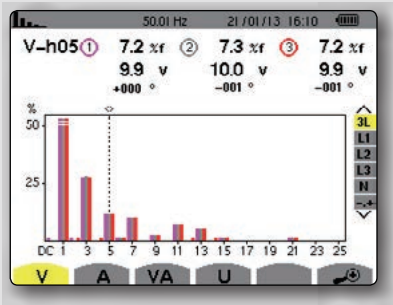 50.01 Hz 21/01/13 16:10
V-h05 ① 7.2 %f ② 7.3 %f ③ 7.2 %f
9.9 V 10.0 V 9.9 V
+000 ° -001 ° -001 °
%
50
25
DC 1 3 5 7 9 11 13 15 17 19 21 23 25
3L
L1
L2
L3
N
-.+
V A VA U